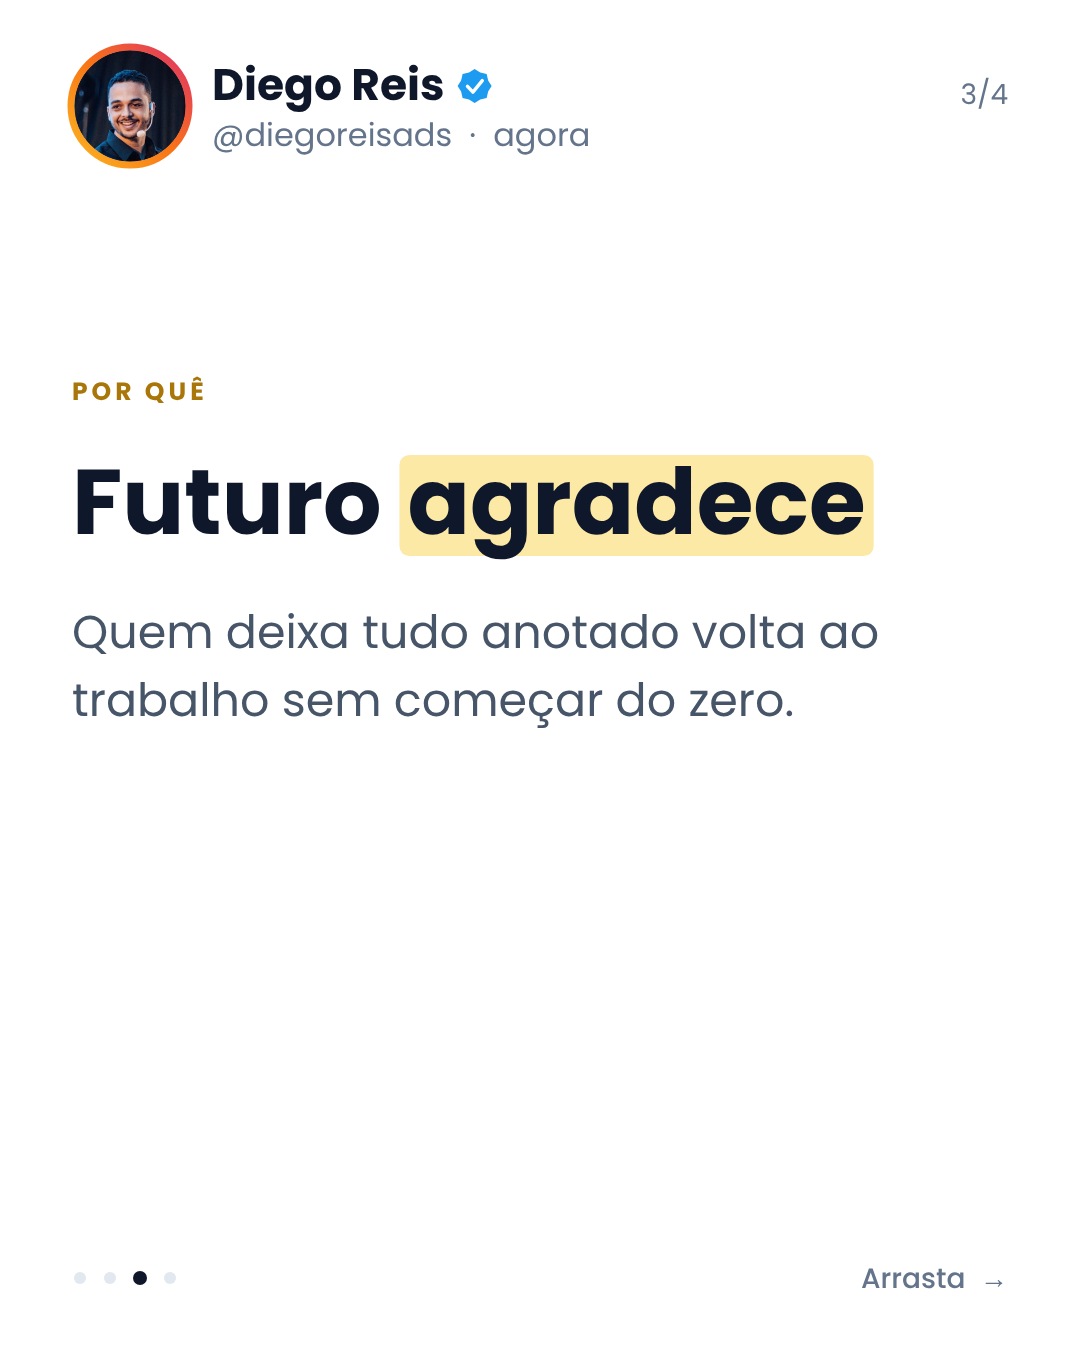 Diego Reis
@diegoreisads · agora
3/4
POR QUÊ
Futuro agradece
Quem deixa tudo anotado volta ao
trabalho sem começar do zero.
Arrasta →